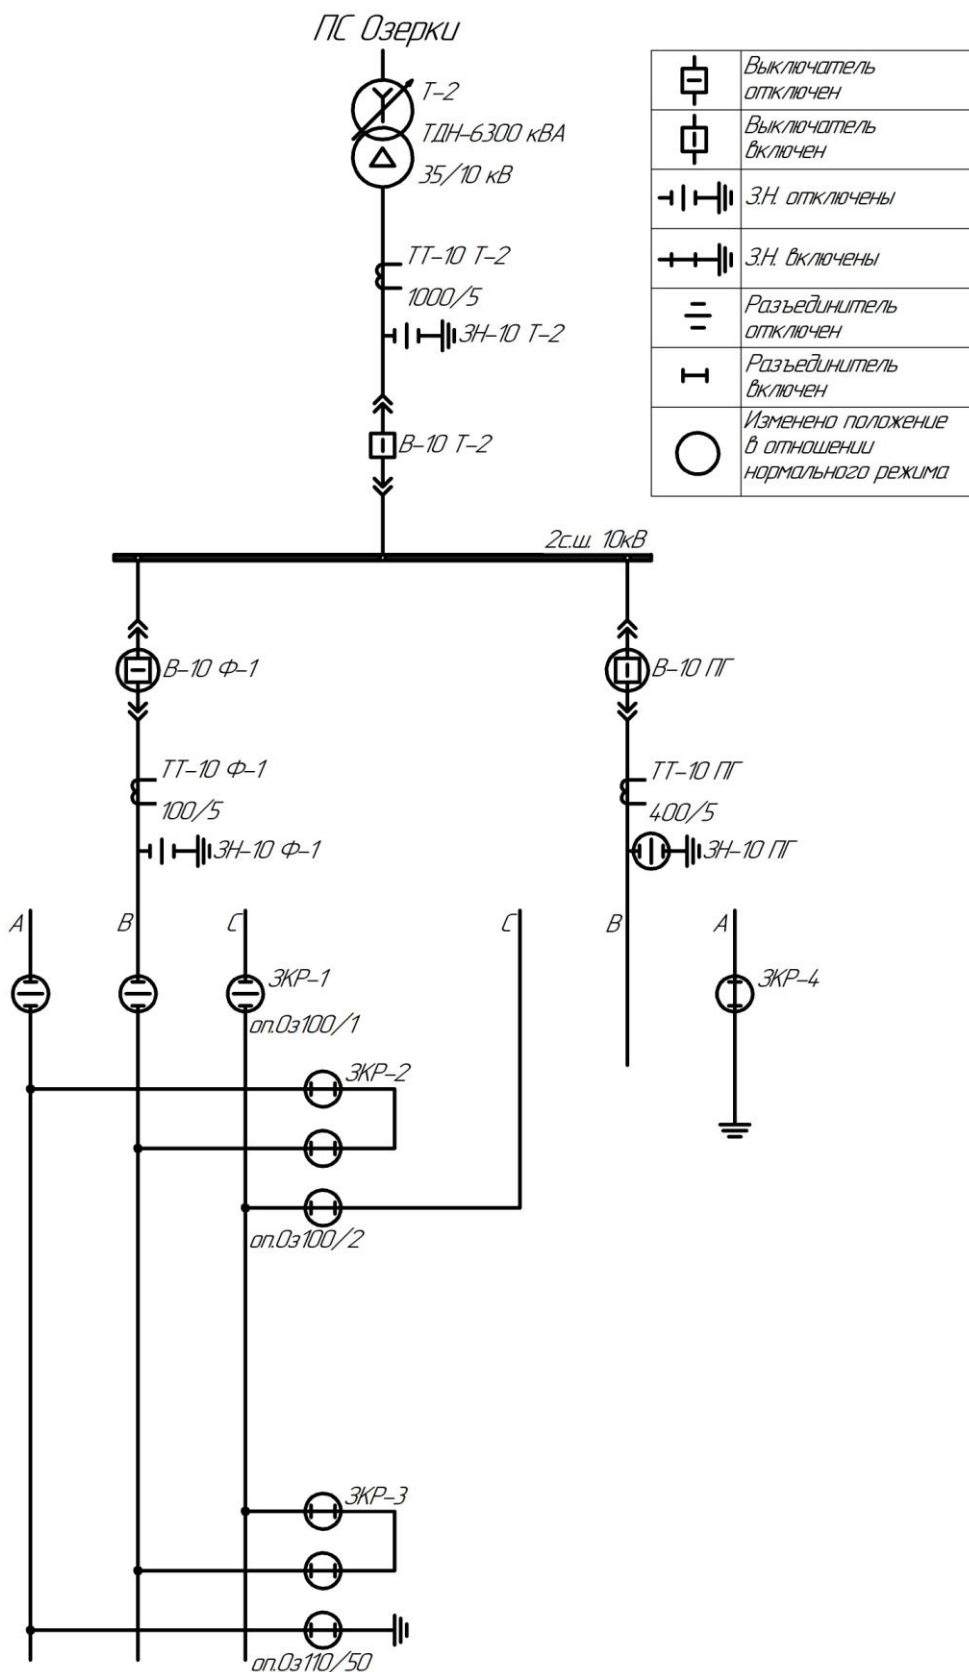 ПС Озерки
Т-2
ТДН-6300 кВА
35/10 кВ
ТТ-10 Т-2
1000/5
ЗН-10 Т-2
В-10 Т-2
Выключатель
отключен
Выключатель
включен
З.Н. отключены
З.Н. включены
Разъединитель
отключен
Разъединитель
включен
Изменено положение
в отношении
нормального режима
2с.ш. 10кВ
В-10 Ф-1
В-10 ПГ
ТТ-10 Ф-1
100/5
ЗН-10 Ф-1
ТТ-10 ПГ
400/5
ЗН-10 ПГ
А
В
С
С
В
А
ЗКР-1
оп.Оз100/1
ЗКР-4
ЗКР-2
оп.Оз100/2
ЗКР-3
оп.Оз110/50